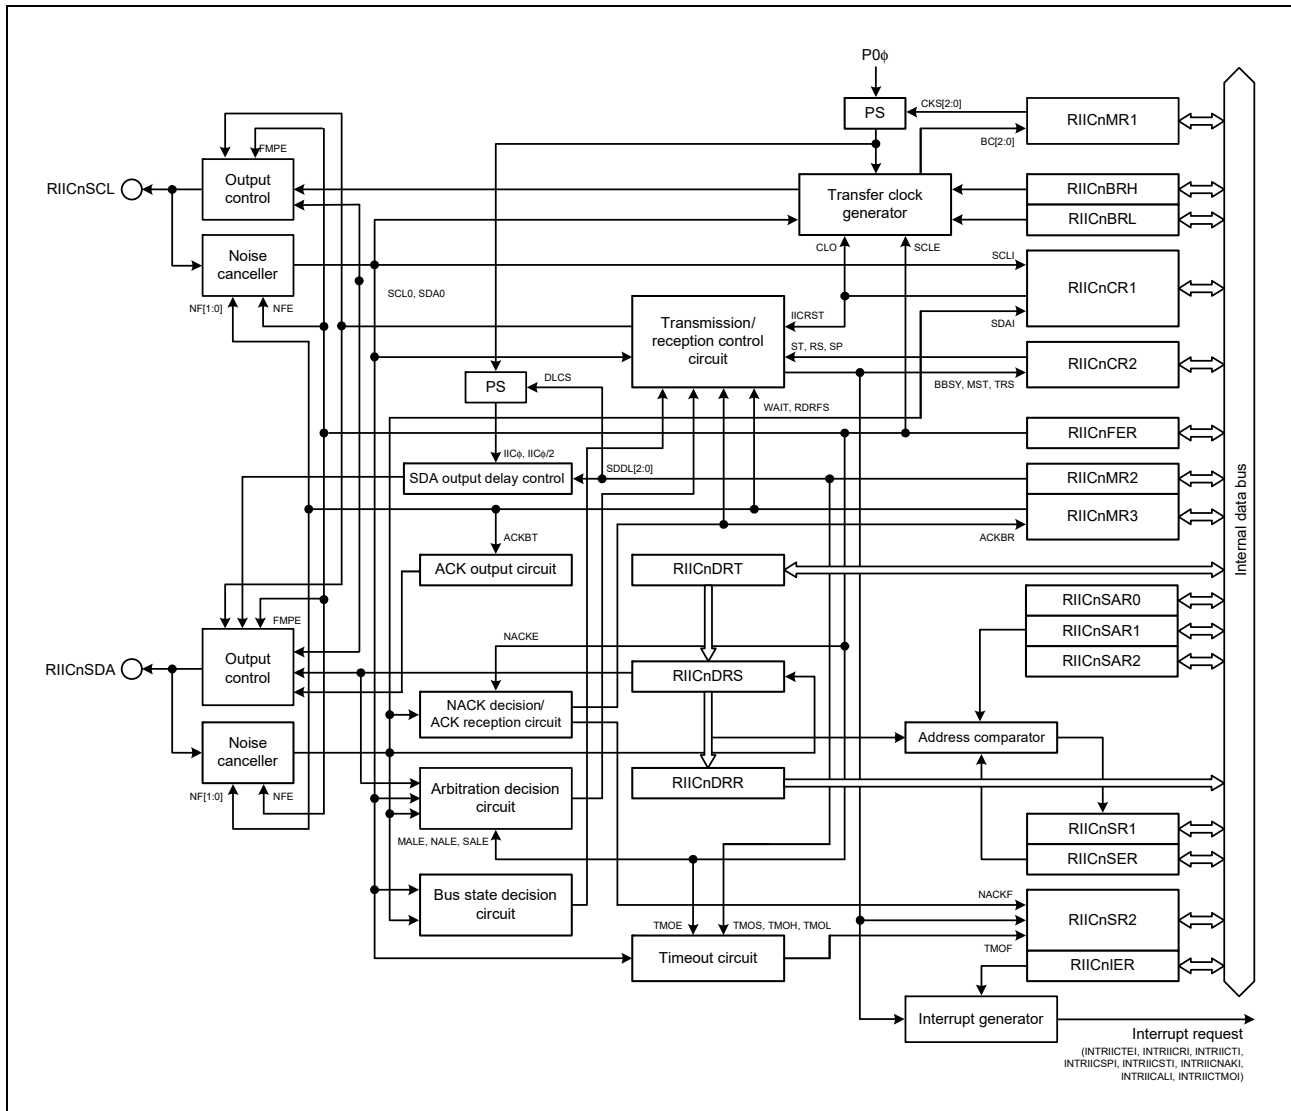 P0ϕ
PS
CKS[2:0]
RIICnMR1
BC[2:0]
FMPE
RIICnSCL
Output
control
Transfer clock
generator
RIICnBRH
RIICnBRL
CLO
SCLE
Noise
canceller
SCLI
RIICnCR1
SCL0, SDA0
NF[1:0]
NFE
Transmission/
reception control
circuit
IICRST
SDAI
ST, RS, SP
RIICnCR2
BBSY, MST, TRS
PS
DLCS
WAIT, RDRFS
RIICnFER
IICϕ, IICϕ/2
SDDL[2:0]
SDA output delay control
RIICnMR2
RIICnMR3
ACKBT
ACKBR
ACK output circuit
RIICnDRT
RIICnSAR0
FMPE
RIICnSAR1
NACKE
RIICnSDA
Output
control
RIICnDRS
RIICnSAR2
NACK decision/
ACK reception circuit
Noise
canceller
Address comparator
Arbitration decision
circuit
RIICnDRR
NF[1:0]
NFE
RIICnSR1
MALE, NALE, SALE
RIICnSER
Bus state decision
circuit
NACKF
RIICnSR2
TMOE
TMOS, TMOH, TMOL
TMOF
Timeout circuit
RIICnIER
Interrupt generator
Interrupt request
(INTRIICTEI, INTRIICRI, INTRIICTI,
INTRIICSPI, INTRIICSTI, INTRIICNAKI,
INTRIICALI, INTRIICTMOI)
Internal data bus